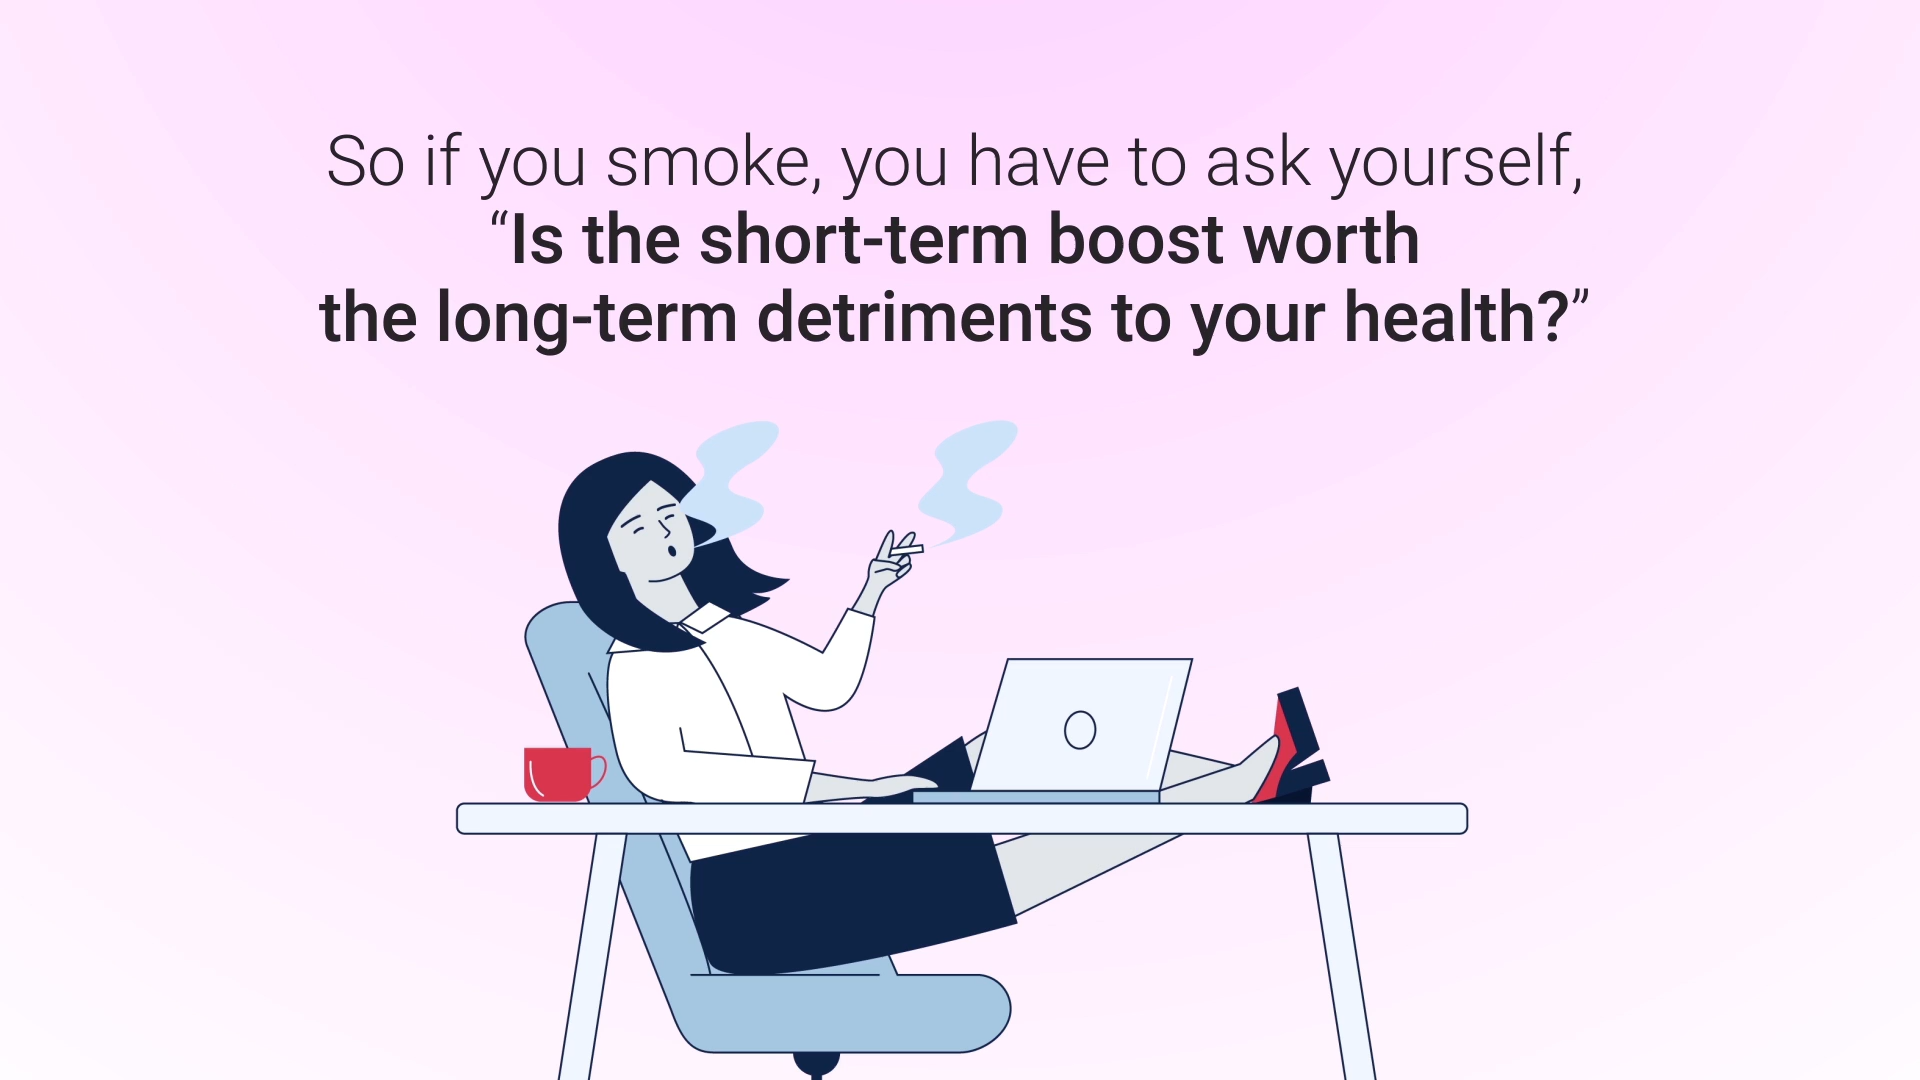 So if you smoke, you have to ask yourself,
“Is the short-term boost worth
the long-term detriments to your health?”